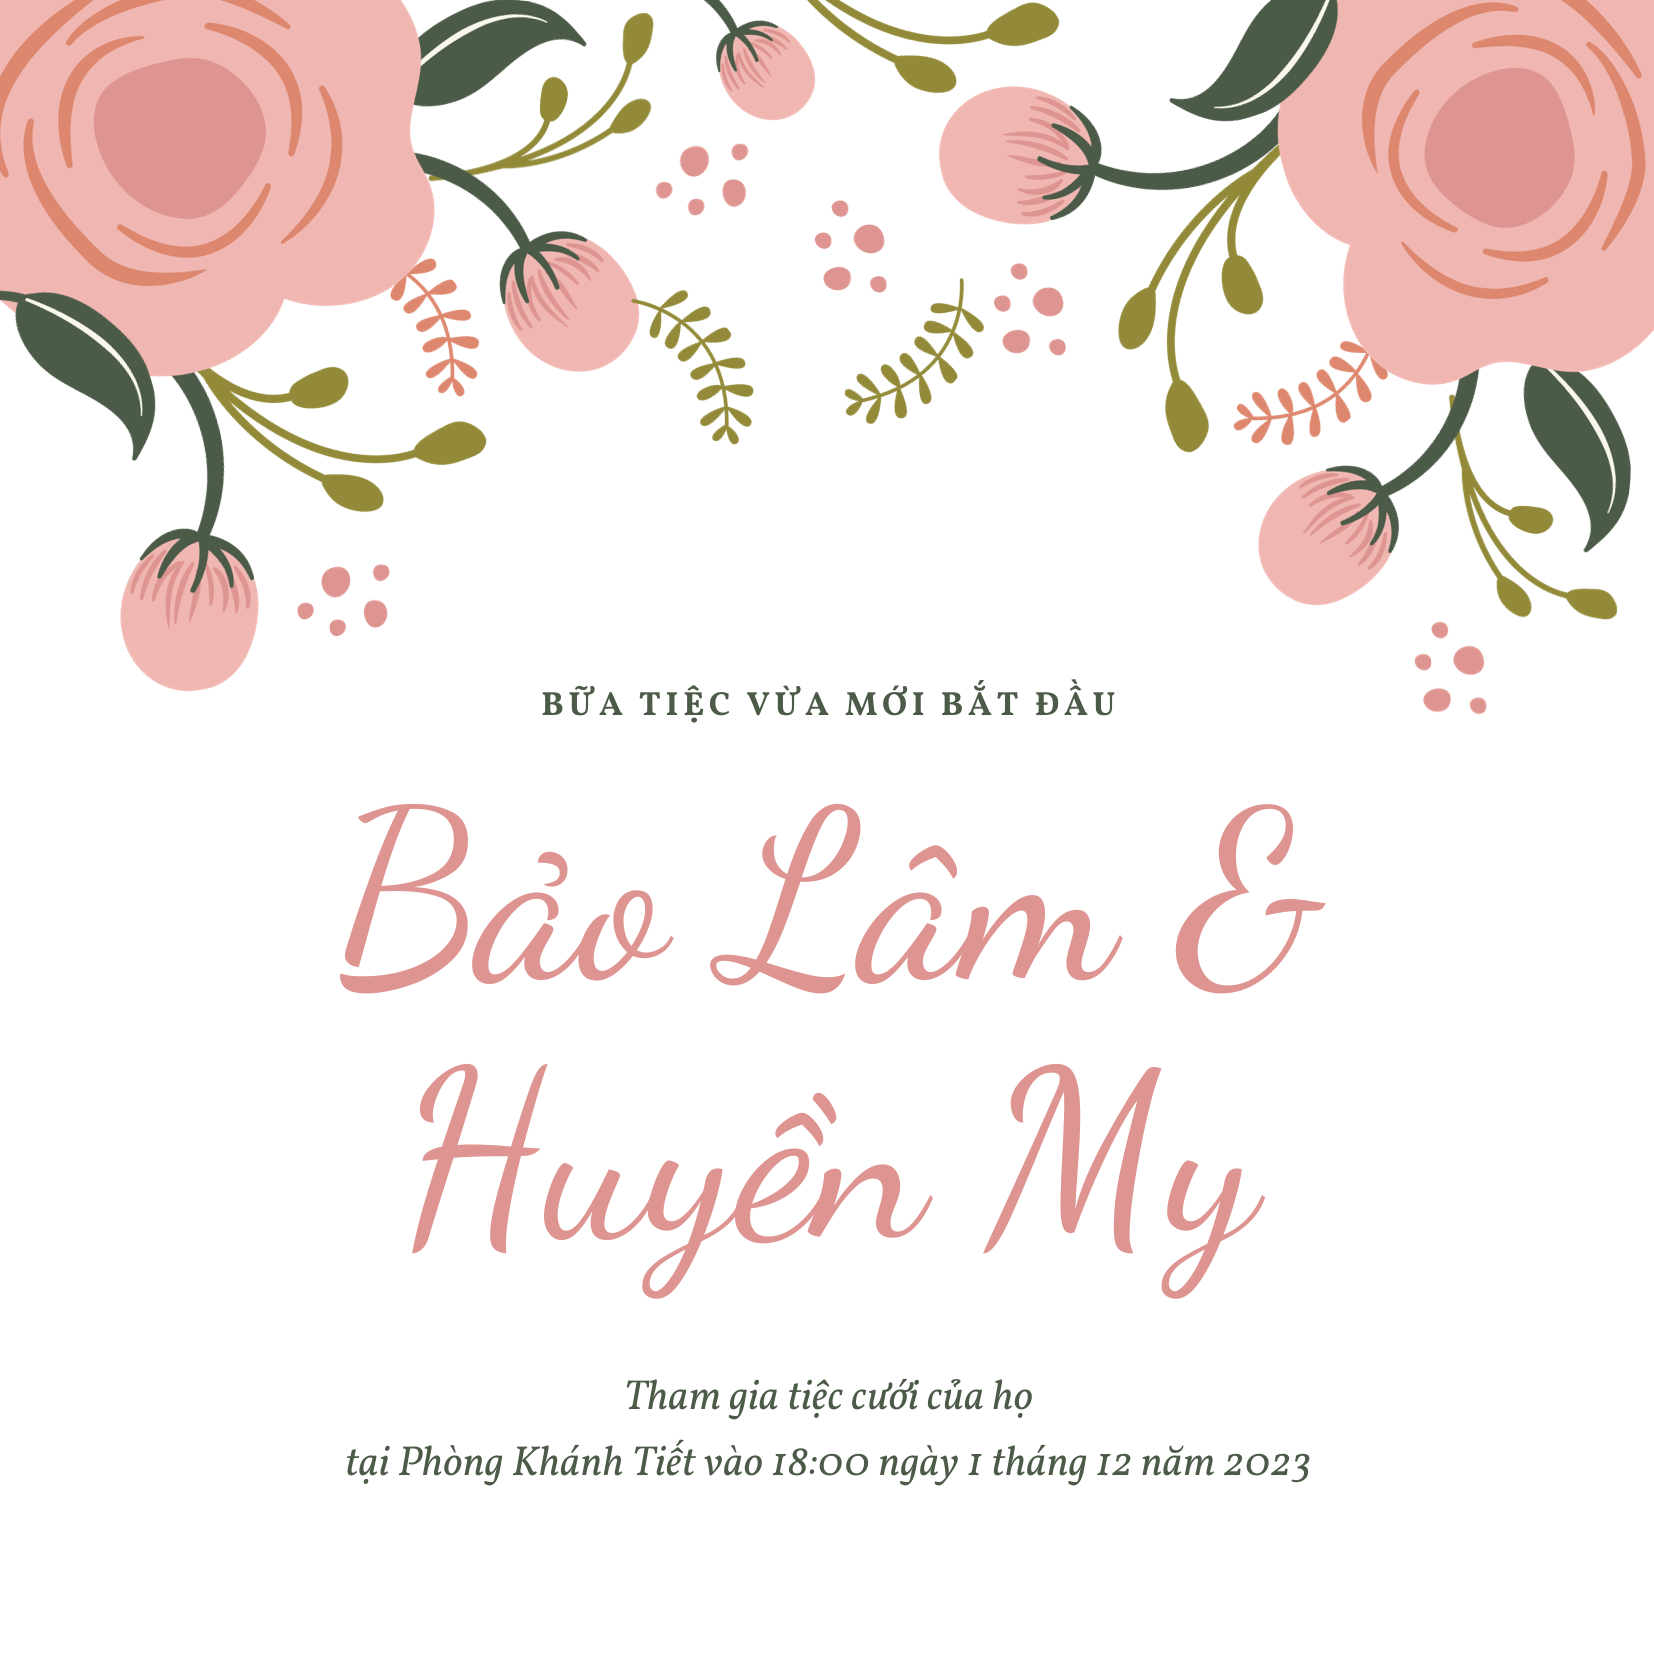 BỮA TIỆC VỪA MỚI BẮT ĐẦU
Bảo Lâm &
Huyền My
Tham gia tiệc cưới của họ
tại Phòng Khánh Tiết vào 18:00 ngày 1 tháng 12 năm 2023